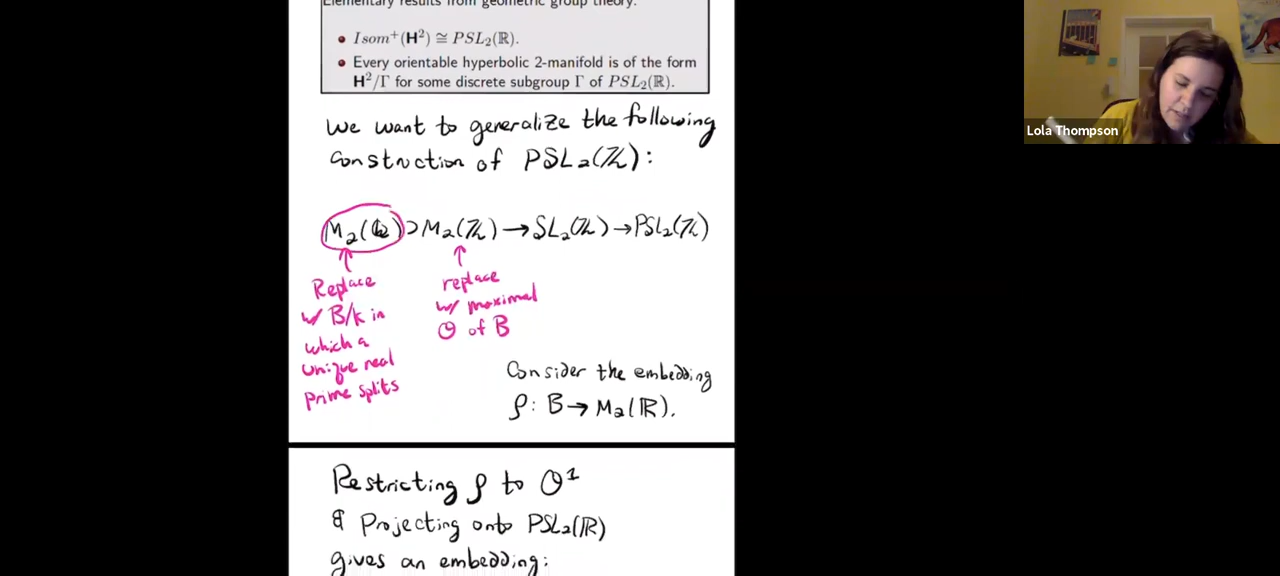 Elementary results from geometric group theory:
• Isom⁺(H²) ≅ PSL₂(ℝ).
• Every orientable hyperbolic 2-manifold is of the form
H²/Γ for some discrete subgroup Γ of PSL₂(ℝ).
We want to generalize the following
construction of PSL₂(ℤ):
M₂(ℚ) ⊃ M₂(ℤ) → SL₂(ℤ) → PSL₂(ℤ)
Replace
w/ B/k in
which a
unique real
prime splits
replace
w/ maximal
O of B
Consider the embedding
ρ: B → M₂(ℝ).
Restricting ρ to O¹
& Projecting onto PSL₂(ℝ)
gives an embedding:
Lola Thompson